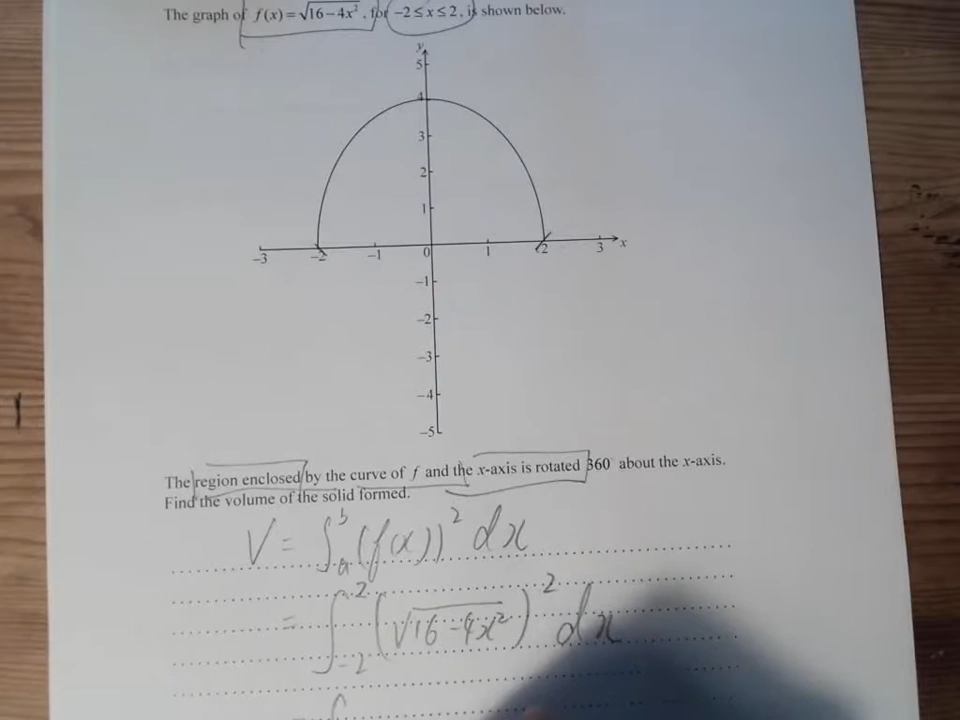 The graph of f(x)=√16−4x², for −2≤x≤2, is shown below.
y
5
4
3
2
1
−3 −2 −1 0 1 2 3 x
−1
−2
−3
−4
−5
The region enclosed by the curve of f and the x-axis is rotated 360° about the x-axis.
Find the volume of the solid formed.
V = ∫ₐᵇ (f(x))² dx
= ∫₋₂² (√16−4x²)² dx